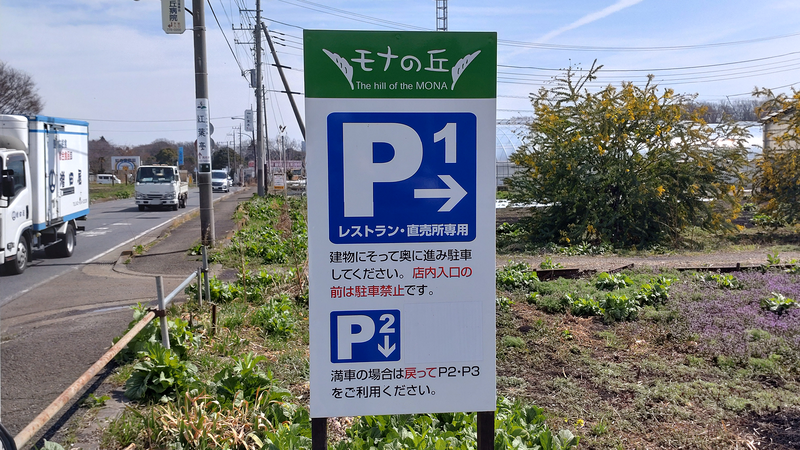 モナの丘
The hill of the MONA
P1
→
レストラン・直売所専用
建物にそって奥に進み駐車
してください。店内入口の
前は駐車禁止です。
P2
↓
満車の場合は戻ってP2・P3
をご利用ください。